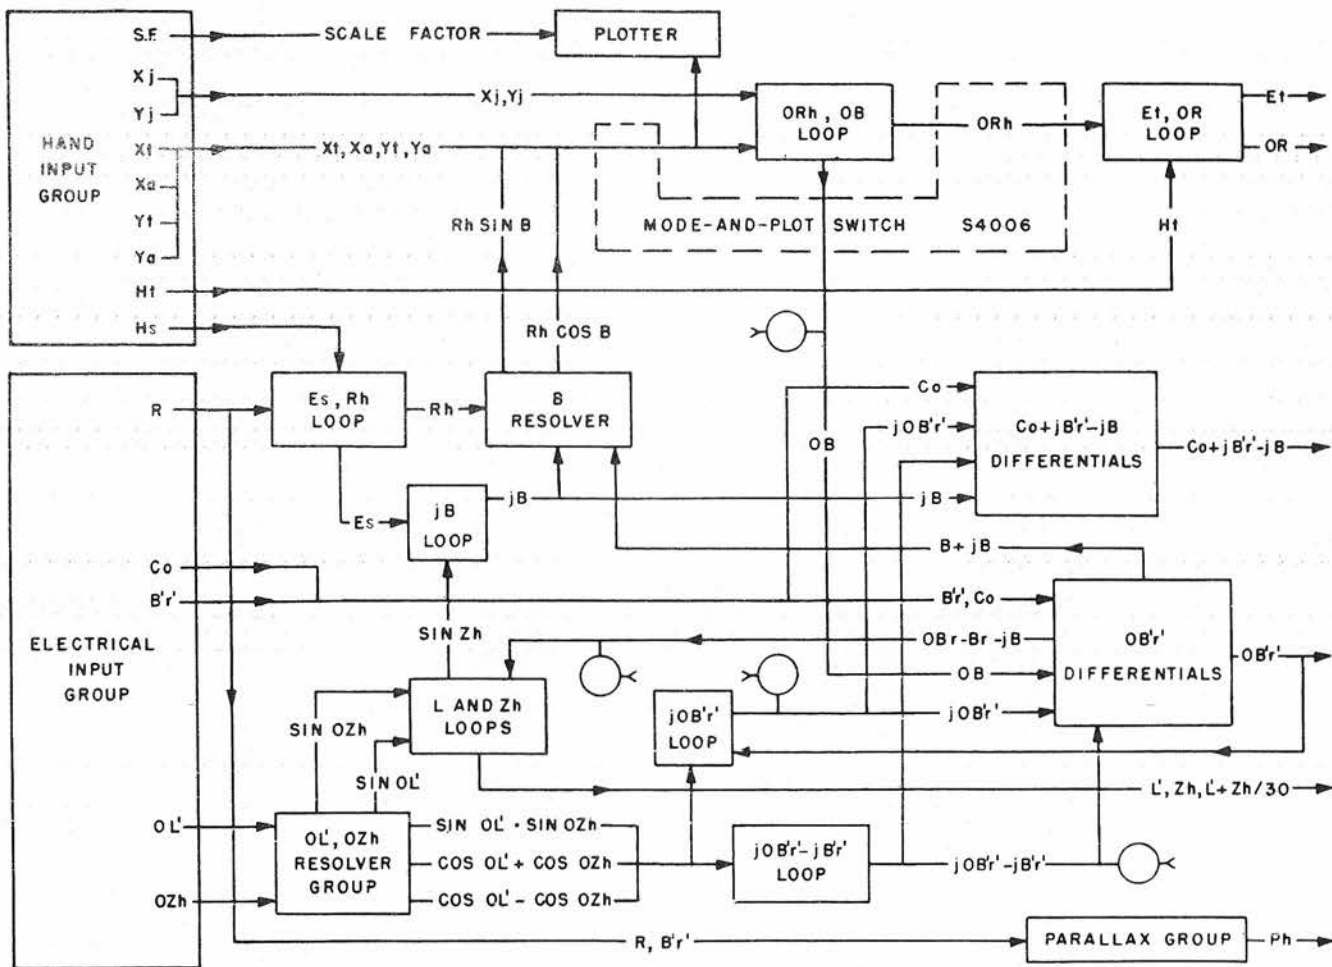 S.F.
SCALE FACTOR
PLOTTER
Xj
Yj
Xj,Yj
ORh, OB
LOOP
ORh
Et, OR
LOOP
Et
OR
HAND
INPUT
GROUP
Xt
Xa
Yt
Ya
Xt,Xa,Yt,Ya
Rh SIN B
MODE-AND-PLOT SWITCH S4006
Ht
Ht
Hs
Rh COS B
R
Es, Rh
LOOP
Rh
B
RESOLVER
OB
Co
jOB'r'
Co+jB'r'-jB
DIFFERENTIALS
Co+jB'r'-jB
Es
jB
LOOP
jB
jB
B+jB
Co
B'r'
B'r', Co
SIN Zh
OBr-Br-jB
OB'r'
DIFFERENTIALS
OB'r'
ELECTRICAL
INPUT
GROUP
OB
L AND Zh
LOOPS
jOB'r'
LOOP
jOB'r'
SIN OZh
SIN OL'
L', Zh, L'+Zh/30
OL'
OL', OZh
RESOLVER
GROUP
SIN OL' · SIN OZh
COS OL' + COS OZh
COS OL' - COS OZh
jOB'r'-jB'r'
LOOP
jOB'r'-jB'r'
OZh
R, B'r'
PARALLAX GROUP
Ph